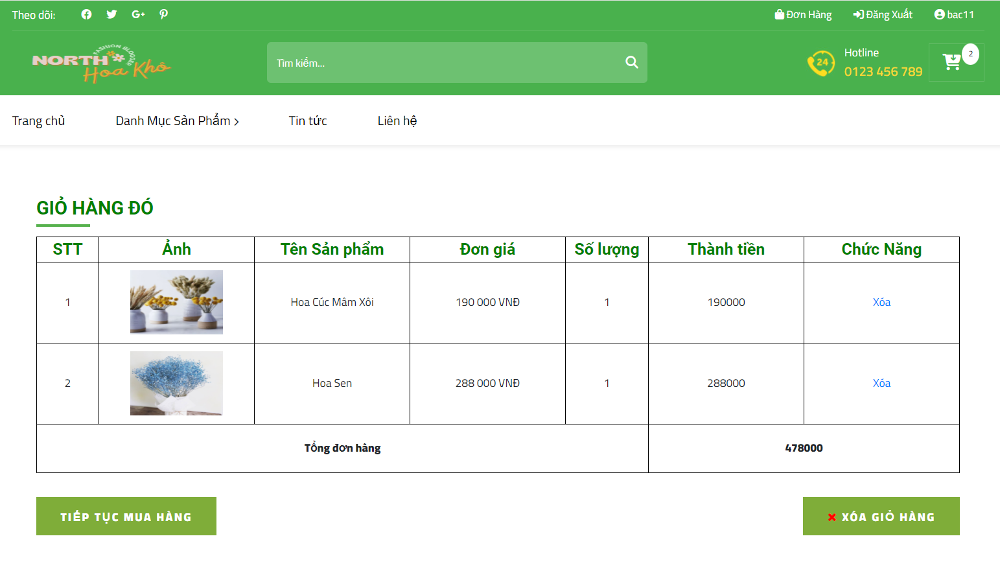 Theo dõi:
Đơn Hàng
Đăng Xuất
bac11
NORTH
FASHION BLOGGER
Hoa Khô
Tìm kiếm...
24
Hotline
0123 456 789
2
Trang chủ
Danh Mục Sản Phẩm
Tin tức
Liên hệ
GIỎ HÀNG ĐÓ
STT Ảnh Tên Sản phẩm Đơn giá Số lượng Thành tiền Chức Năng
1 Hoa Cúc Mâm Xôi 190 000 VNĐ 1 190000 Xóa
2 Hoa Sen 288 000 VNĐ 1 288000 Xóa
Tổng đơn hàng 478000
TIẾP TỤC MUA HÀNG
XÓA GIỎ HÀNG